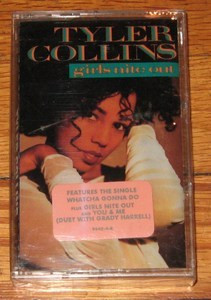 TYLER
COLLINS
girls nite out
FEATURES THE SINGLE
WHATCHA GONNA DO
PLUS GIRLS NITE OUT
AND YOU & ME
(DUET WITH GRADY HARRELL)